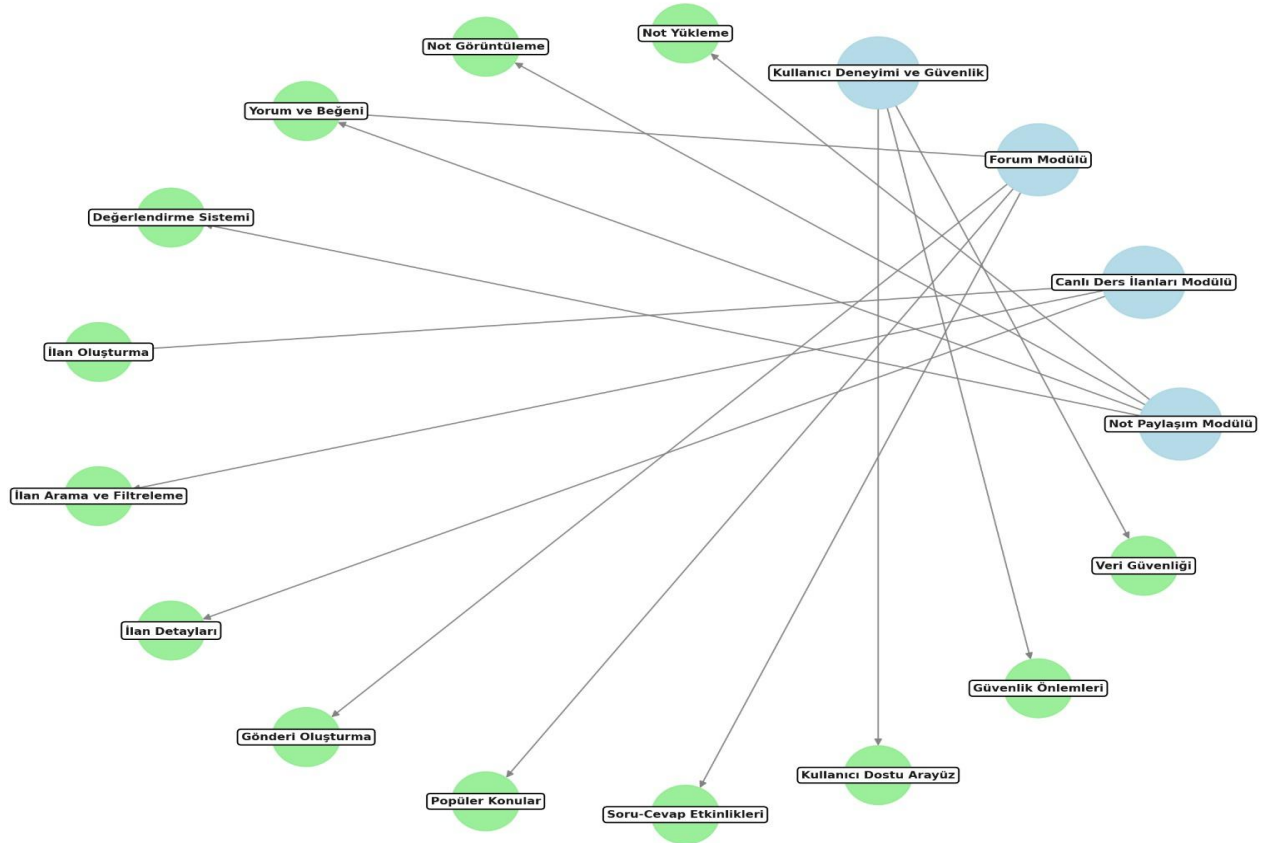 Not Yükleme
Not Görüntüleme
Kullanıcı Deneyimi ve Güvenlik
Yorum ve Beğeni
Forum Modülü
Değerlendirme Sistemi
Canlı Ders İlanları Modülü
İlan Oluşturma
Not Paylaşım Modülü
İlan Arama ve Filtreleme
Veri Güvenliği
İlan Detayları
Güvenlik Önlemleri
Gönderi Oluşturma
Kullanıcı Dostu Arayüz
Popüler Konular
Soru-Cevap Etkinlikleri